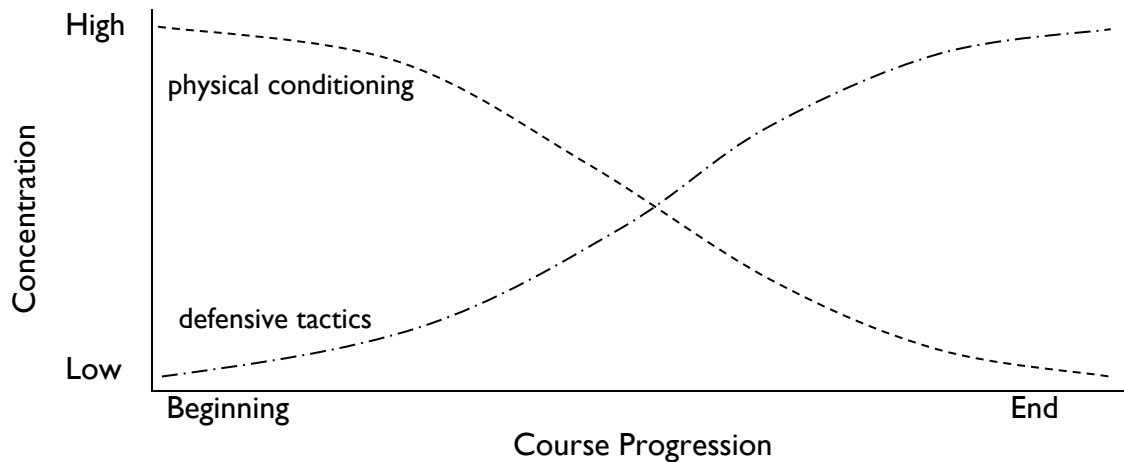 High
physical conditioning
Concentration
defensive tactics
Low
Beginning
End
Course Progression